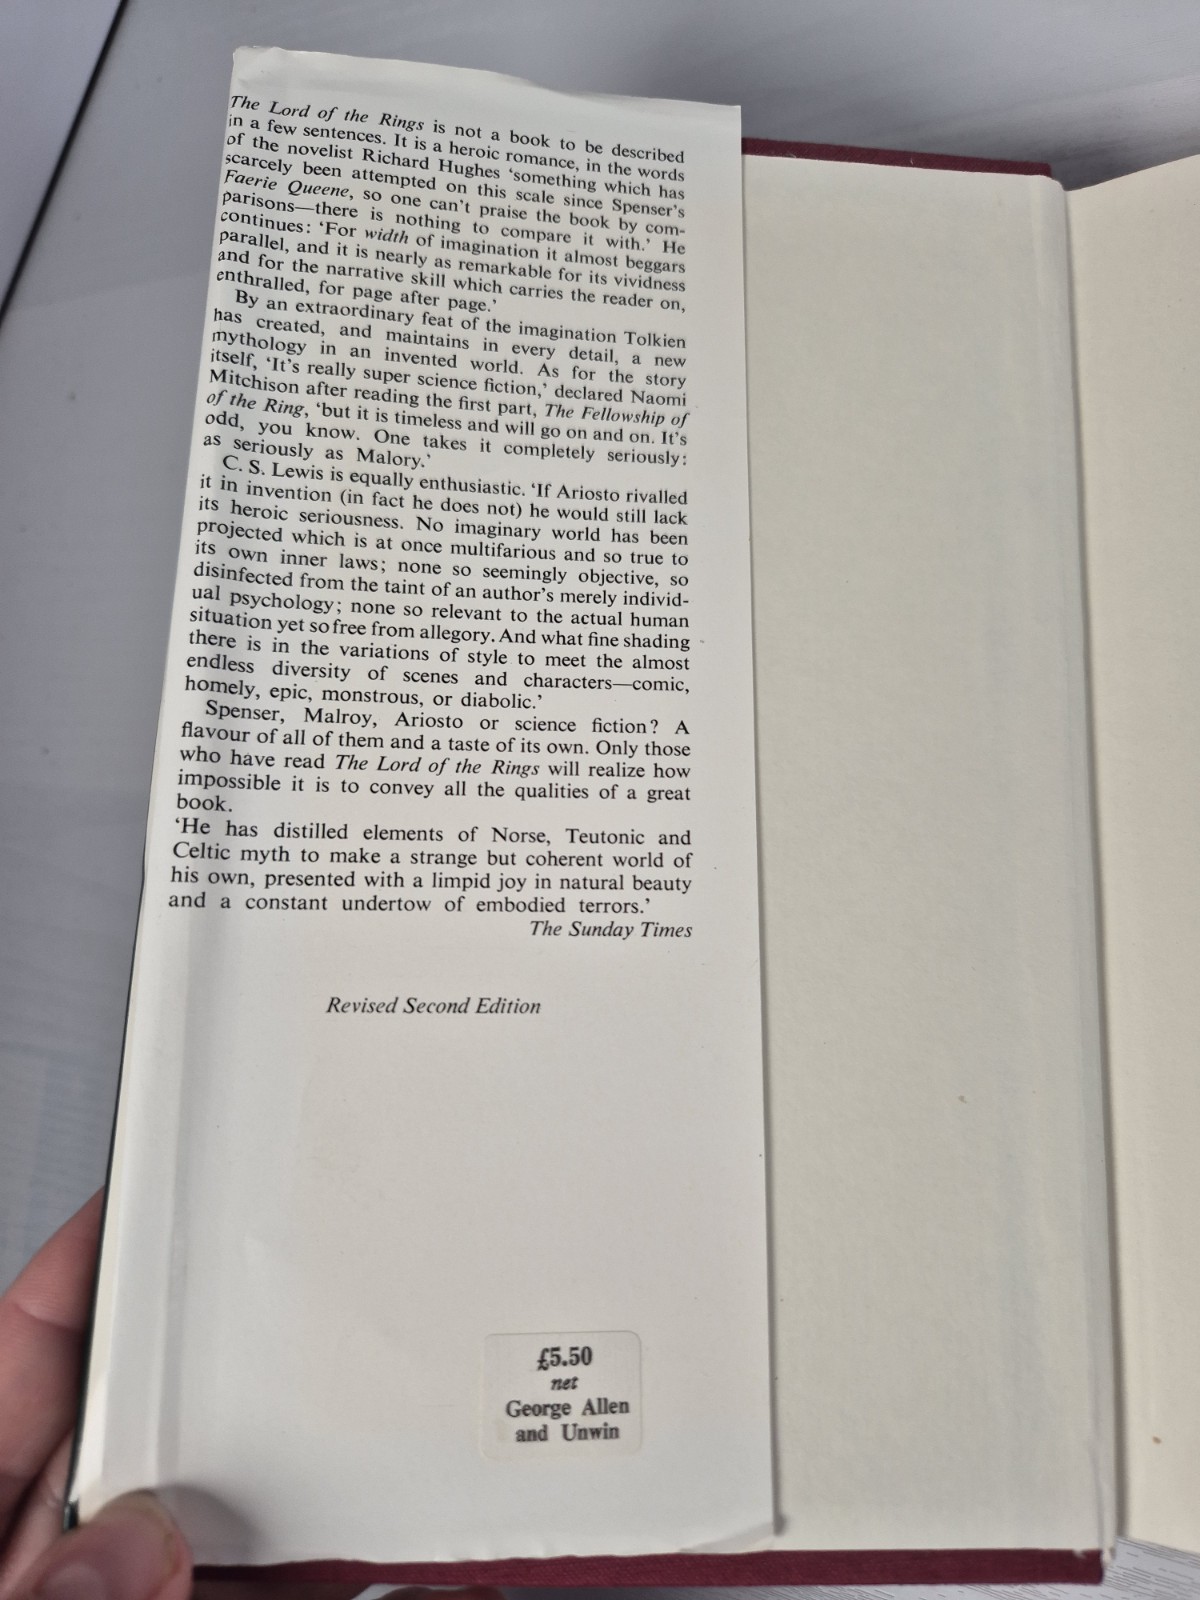 The Lord of the Rings is not a book to be described
in a few sentences. It is a heroic romance, in the words
of the novelist Richard Hughes ‘something which has
scarcely been attempted on this scale since Spenser's
Faerie Queene, so one can't praise the book by com-
parisons—there is nothing to compare it with.’ He
continues: ‘For width of imagination it almost beggars
parallel, and it is nearly as remarkable for its vividness
and for the narrative skill which carries the reader on,
enthralled, for page after page.’
By an extraordinary feat of the imagination Tolkien
has created, and maintains in every detail, a new
mythology in an invented world. As for the story
itself, ‘It's really super science fiction,’ declared Naomi
Mitchison after reading the first part, The Fellowship of
of the Ring, ‘but it is timeless and will go on and on. It's
odd, you know. One takes it completely seriously:
as seriously as Malory.’
C. S. Lewis is equally enthusiastic. ‘If Ariosto rivalled
it in invention (in fact he does not) he would still lack
its heroic seriousness. No imaginary world has been
projected which is at once multifarious and so true to
its own inner laws; none so seemingly objective, so
disinfected from the taint of an author's merely individ-
ual psychology; none so relevant to the actual human
situation yet so free from allegory. And what fine shading
there is in the variations of style to meet the almost
endless diversity of scenes and characters—comic,
homely, epic, monstrous, or diabolic.’
Spenser, Malroy, Ariosto or science fiction? A
flavour of all of them and a taste of its own. Only those
who have read The Lord of the Rings will realize how
impossible it is to convey all the qualities of a great
book.
‘He has distilled elements of Norse, Teutonic and
Celtic myth to make a strange but coherent world of
his own, presented with a limpid joy in natural beauty
and a constant undertow of embodied terrors.’
The Sunday Times
Revised Second Edition
£5.50
net
George Allen
and Unwin